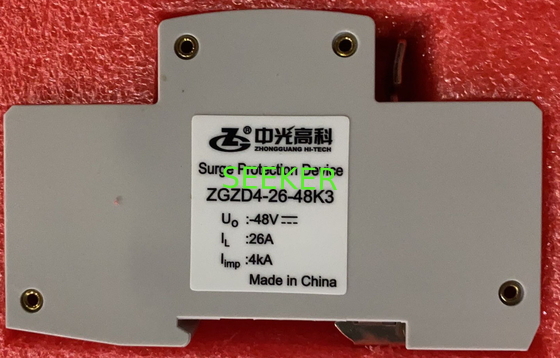 ZG® 中光高科
ZHONGGUANG HI-TECH
Surge Protection Device
SEEKER
ZGZD4-26-48K3
Uo :-48V⎓
IL :26A
Iimp :4kA
Made in China